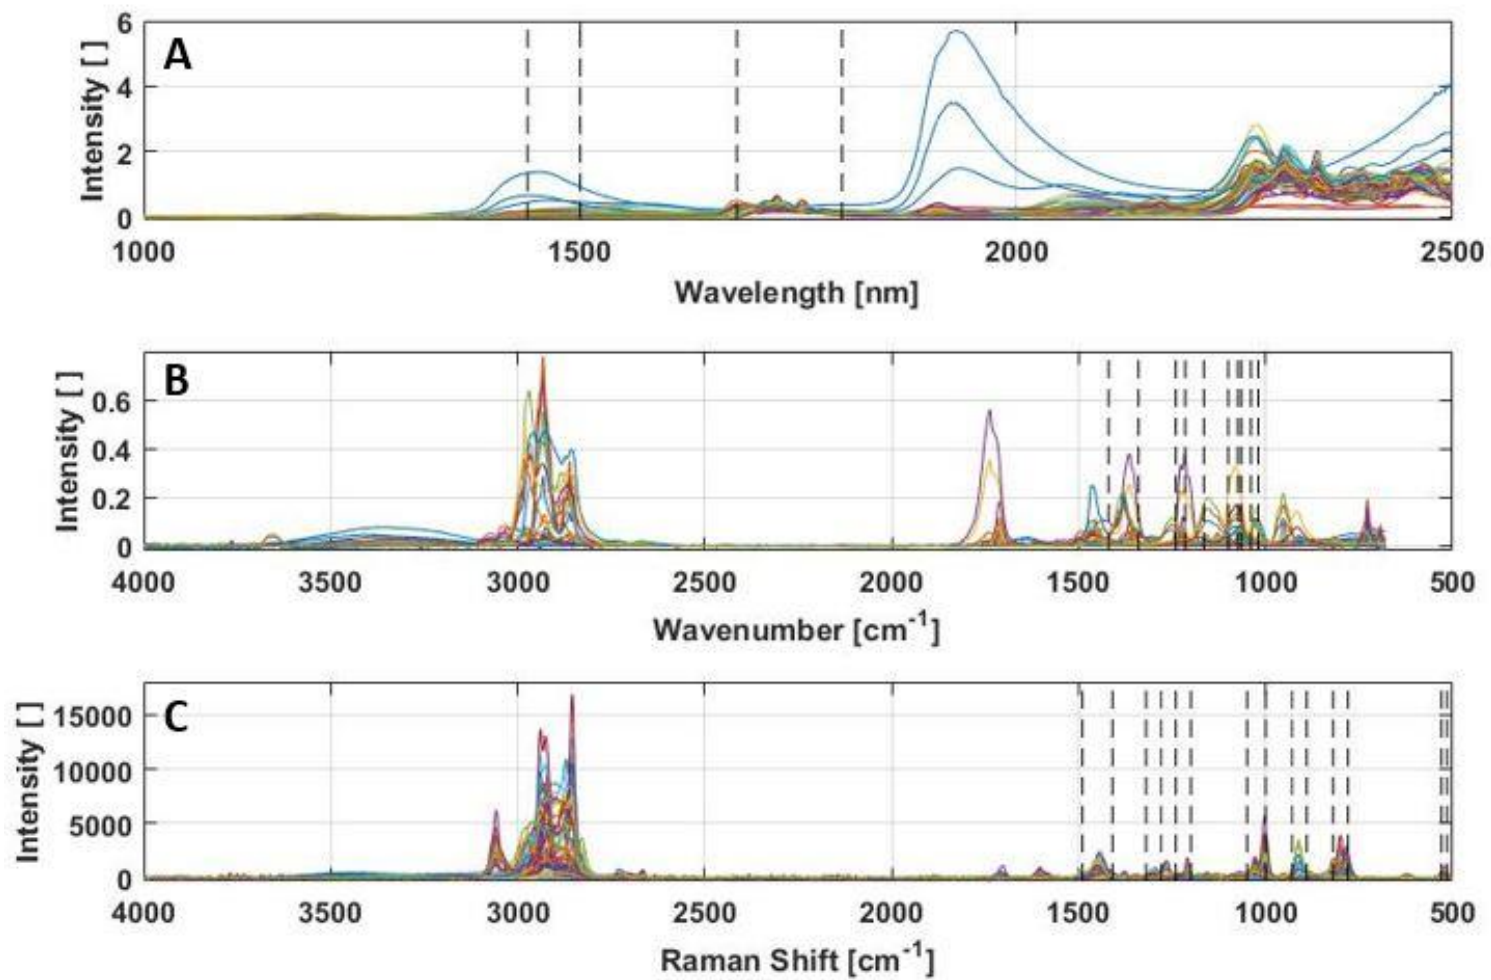 A
Intensity [ ]
6
4
2
0
1000 1500 2000 2500
Wavelength [nm]
B
Intensity [ ]
0.6
0.4
0.2
0
4000 3500 3000 2500 2000 1500 1000 500
Wavenumber [cm-1]
C
Intensity [ ]
15000
10000
5000
0
4000 3500 3000 2500 2000 1500 1000 500
Raman Shift [cm-1]